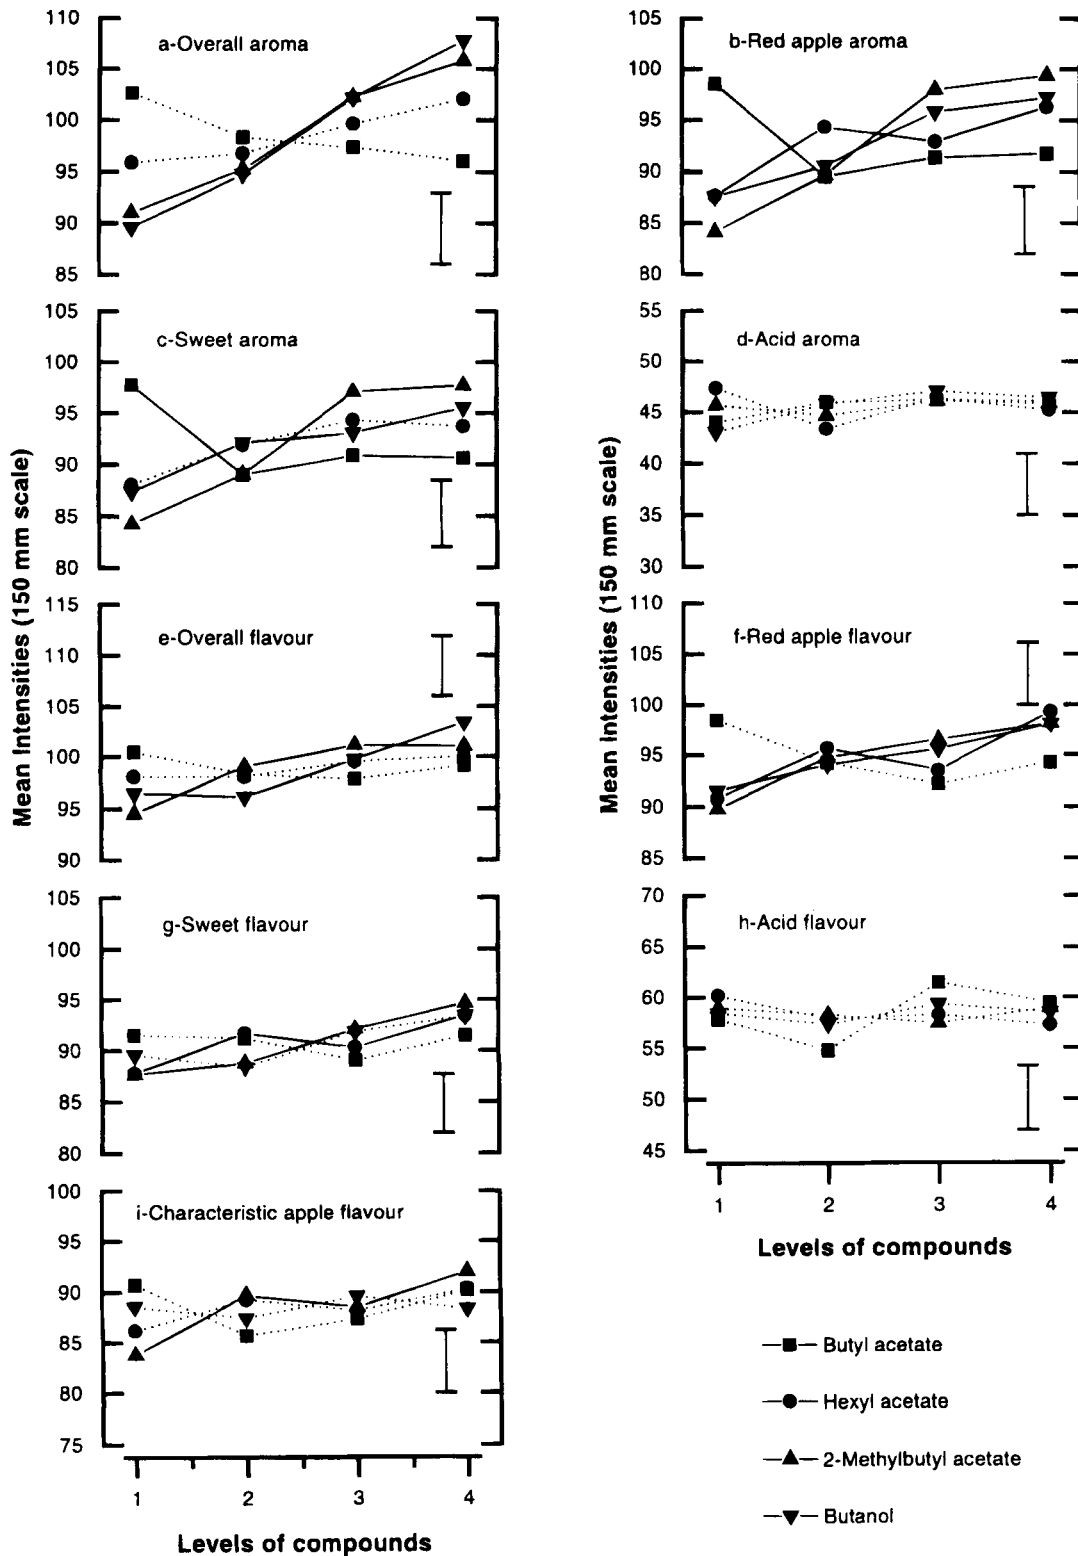 a-Overall aroma
110
105
100
95
90
85
b-Red apple aroma
105
100
95
90
85
80
c-Sweet aroma
105
100
95
90
85
80
d-Acid aroma
55
50
45
40
35
30
e-Overall flavour
115
110
105
100
95
90
f-Red apple flavour
110
105
100
95
90
85
g-Sweet flavour
105
100
95
90
85
80
h-Acid flavour
70
65
60
55
50
45
1 2 3 4
Levels of compounds
i-Characteristic apple flavour
100
95
90
85
80
75
1 2 3 4
Levels of compounds
Mean Intensities (150 mm scale)
Mean Intensities (150 mm scale)
Butyl acetate
Hexyl acetate
2-Methylbutyl acetate
Butanol